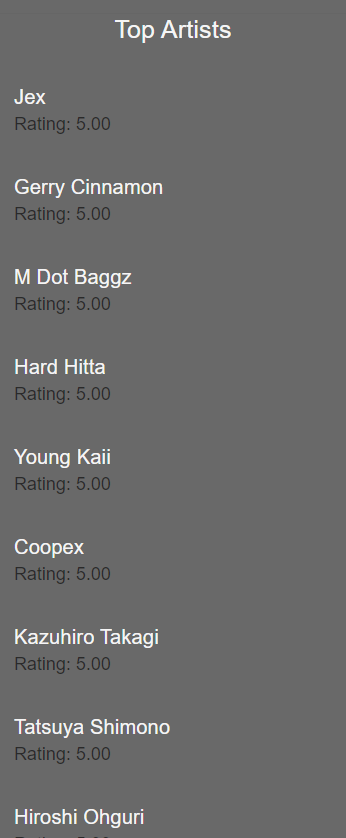 Top Artists
Jex
Rating: 5.00
Gerry Cinnamon
Rating: 5.00
M Dot Baggz
Rating: 5.00
Hard Hitta
Rating: 5.00
Young Kaii
Rating: 5.00
Coopex
Rating: 5.00
Kazuhiro Takagi
Rating: 5.00
Tatsuya Shimono
Rating: 5.00
Hiroshi Ohguri